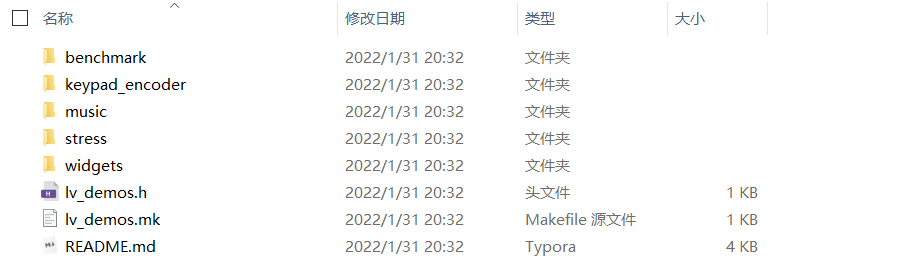 名称 修改日期 类型 大小
benchmark 2022/1/31 20:32 文件夹
keypad_encoder 2022/1/31 20:32 文件夹
music 2022/1/31 20:32 文件夹
stress 2022/1/31 20:32 文件夹
widgets 2022/1/31 20:32 文件夹
lv_demos.h 2022/1/31 20:32 头文件 1 KB
lv_demos.mk 2022/1/31 20:32 Makefile 源文件 1 KB
README.md 2022/1/31 20:32 Typora 4 KB